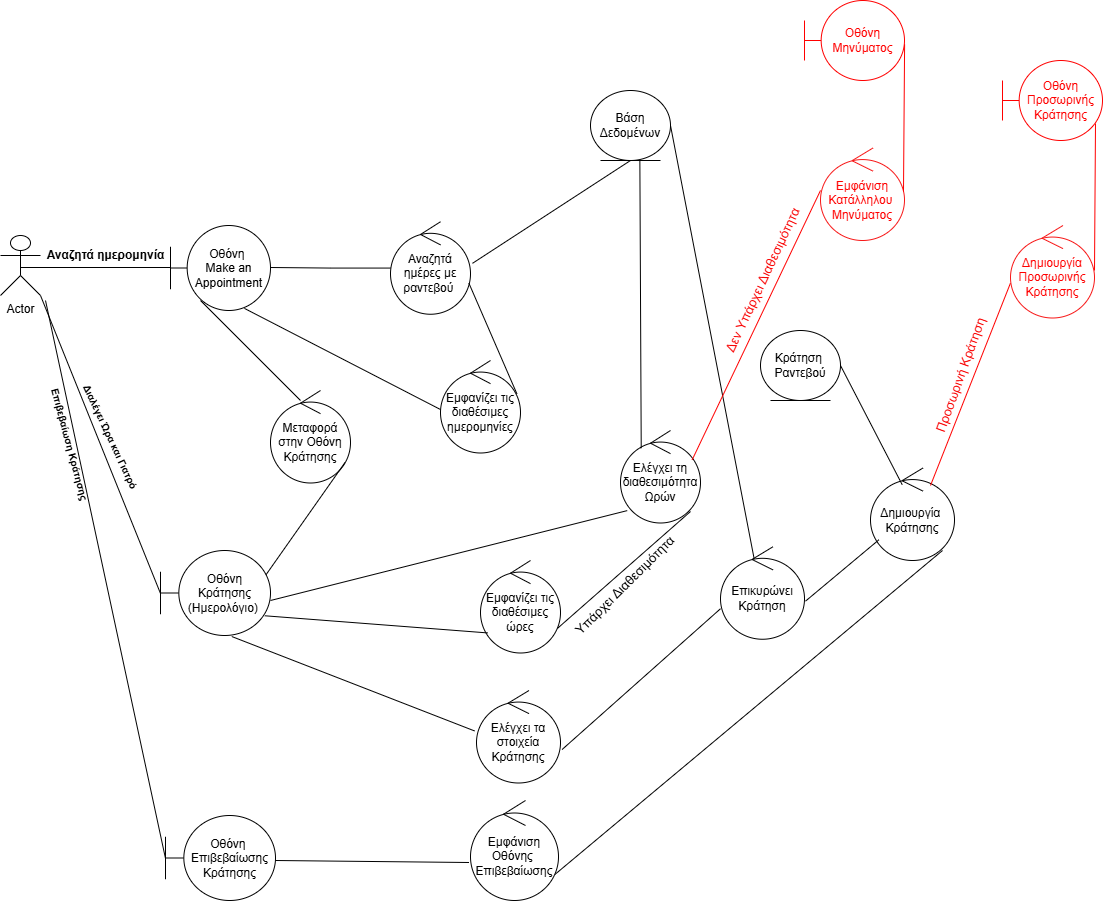 Οθόνη
Μηνύματος
Οθόνη
Προσωρινής
Κράτησης
Βάση
Δεδομένων
Εμφάνιση
Κατάλληλου
Μηνύματος
Δεν Υπάρχει Διαθεσιμότητα
Αναζητά ημερομηνία
Actor
Οθόνη
Make an
Appointment
Αναζητά
ημέρες με
ραντεβού
Δημιουργία
Προσωρινής
Κράτησης
Προσωρινή Κράτηση
Κράτηση
Ραντεβού
Εμφανίζει τις
διαθέσιμες
ημερομηνίες
Μεταφορά
στην Οθόνη
Κράτησης
Διαλέγει Ώρα και Γιατρό
Επιβεβαίωση Κράτησης
Ελέγχει τη
διαθεσιμότητα
Ωρών
Δημιουργία
Κράτησης
Υπάρχει Διαθεσιμότητα
Οθόνη
Κράτησης
(Ημερολόγιο)
Εμφανίζει τις
διαθέσιμες
ώρες
Επικυρώνει
Κράτηση
Ελέγχει τα
στοιχεία
Κράτησης
Οθόνη
Επιβεβαίωσης
Κράτησης
Εμφάνιση
Οθόνης
Επιβεβαίωσης